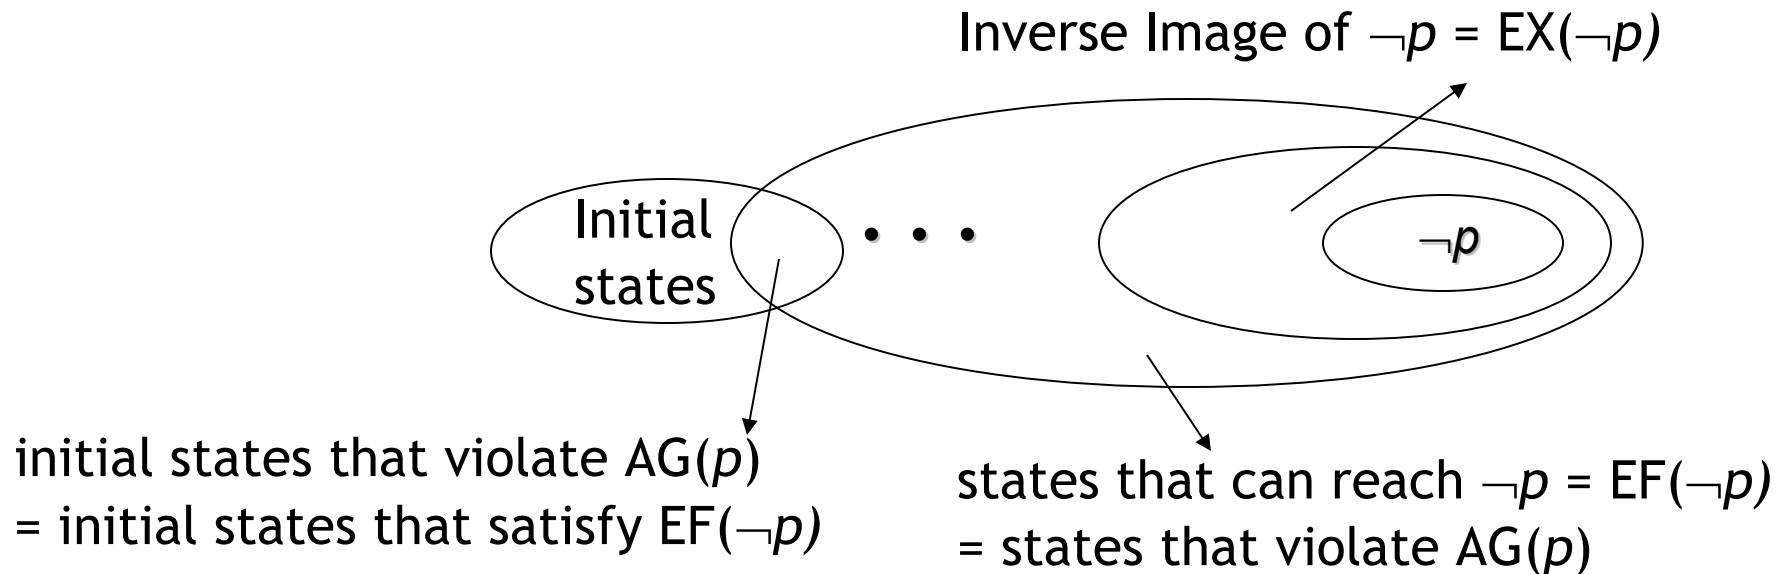 Inverse Image of ¬p = EX(¬p)
Initial
states
• • •
¬p
initial states that violate AG(p)
= initial states that satisfy EF(¬p)
states that can reach ¬p = EF(¬p)
= states that violate AG(p)